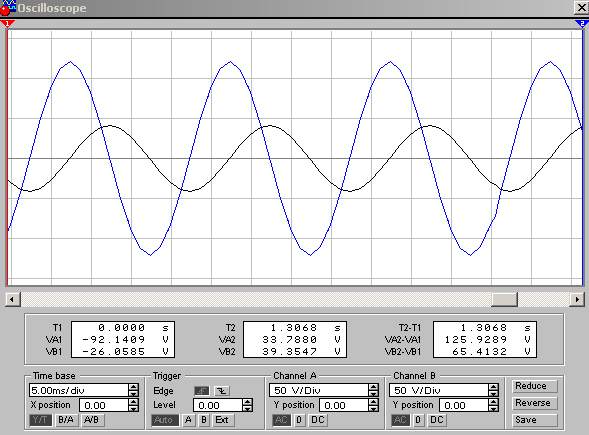 Oscilloscope
1 2
T1 0.0000 s T2 1.3068 s T2-T1 1.3068 s
VA1 -92.1409 V VA2 33.7880 V VA2-VA1 125.9289 V
VB1 -26.0585 V VB2 39.3547 V VB2-VB1 65.4132 V
Time base Trigger Channel A Channel B Reduce
5.00ms/div Edge 50 V/Div 50 V/Div Reverse
X position 0.00 Level 0.00 Y position 0.00 Y position 0.00
Y/T B/A A/B Auto A B Ext AC 0 DC AC 0 DC Save